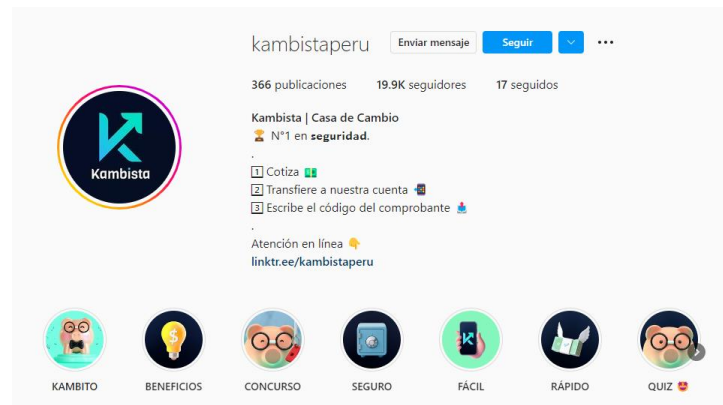 kambistaperu Enviar mensaje Seguir
366 publicaciones 19.9K seguidores 17 seguidos
Kambista | Casa de Cambio
🏆 N°1 en seguridad.
.
1️⃣ Cotiza 💵
2️⃣ Transfiere a nuestra cuenta 📲
3️⃣ Escribe el código del comprobante 📩
.
Atención en línea 👇
linktr.ee/kambistaperu
Kambista
KAMBITO BENEFICIOS CONCURSO SEGURO FÁCIL RÁPIDO QUIZ 🤩